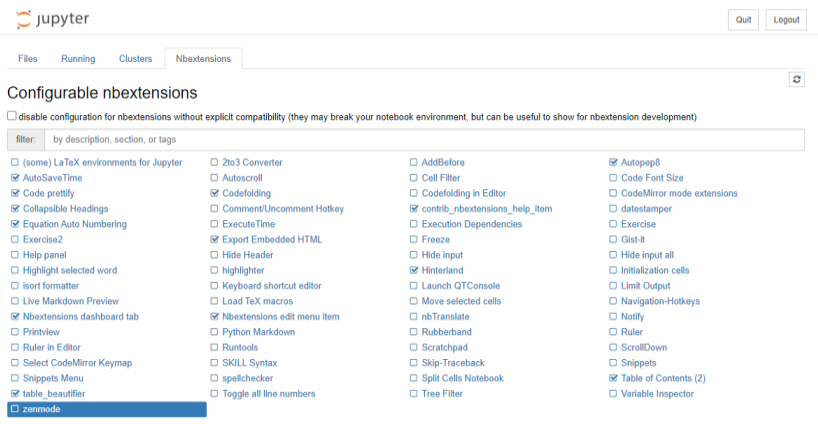 jupyter Quit Logout
Files Running Clusters Nbextensions
Configurable nbextensions
disable configuration for nbextensions without explicit compatibility (they may break your notebook environment, but can be useful to show for nbextension development)
filter: by description, section, or tags
(some) LaTeX environments for Jupyter 2to3 Converter AddBefore Autopep8
AutoSaveTime Autoscroll Cell Filter Code Font Size
Code prettify Codefolding Codefolding in Editor CodeMirror mode extensions
Collapsible Headings Comment/Uncomment Hotkey contrib_nbextensions_help_item datestamper
Equation Auto Numbering ExecuteTime Execution Dependencies Exercise
Exercise2 Export Embedded HTML Freeze Gist-it
Help panel Hide Header Hide input Hide input all
Highlight selected word highlighter Hinterland Initialization cells
isort formatter Keyboard shortcut editor Launch QTConsole Limit Output
Live Markdown Preview Load TeX macros Move selected cells Navigation-Hotkeys
Nbextensions dashboard tab Nbextensions edit menu item nbTranslate Notify
Printview Python Markdown Rubberband Ruler
Ruler in Editor Runtools Scratchpad ScrollDown
Select CodeMirror Keymap SKILL Syntax Skip-Traceback Snippets
Snippets Menu spellchecker Split Cells Notebook Table of Contents (2)
table_beautifier Toggle all line numbers Tree Filter Variable Inspector
zenmode